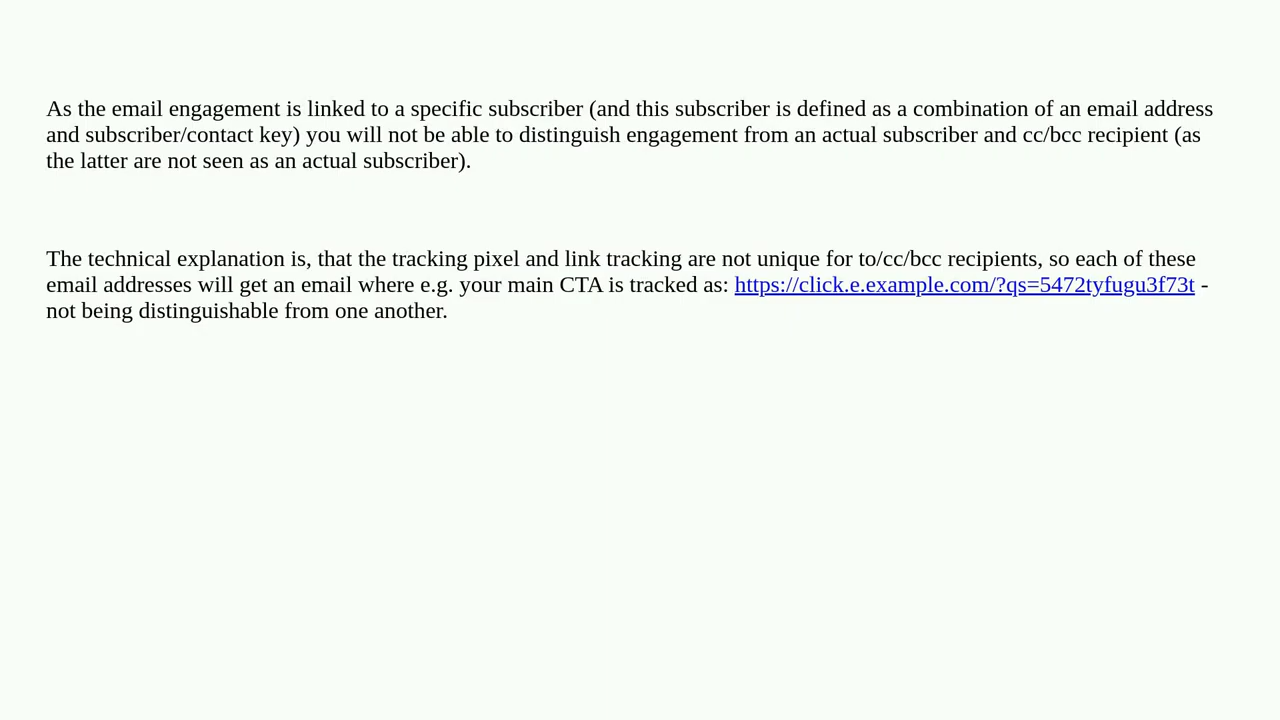 As the email engagement is linked to a specific subscriber (and this subscriber is defined as a combination of an email address
and subscriber/contact key) you will not be able to distinguish engagement from an actual subscriber and cc/bcc recipient (as
the latter are not seen as an actual subscriber).
The technical explanation is, that the tracking pixel and link tracking are not unique for to/cc/bcc recipients, so each of these
email addresses will get an email where e.g. your main CTA is tracked as: https://click.e.example.com/?qs=5472tyfugu3f73t -
not being distinguishable from one another.